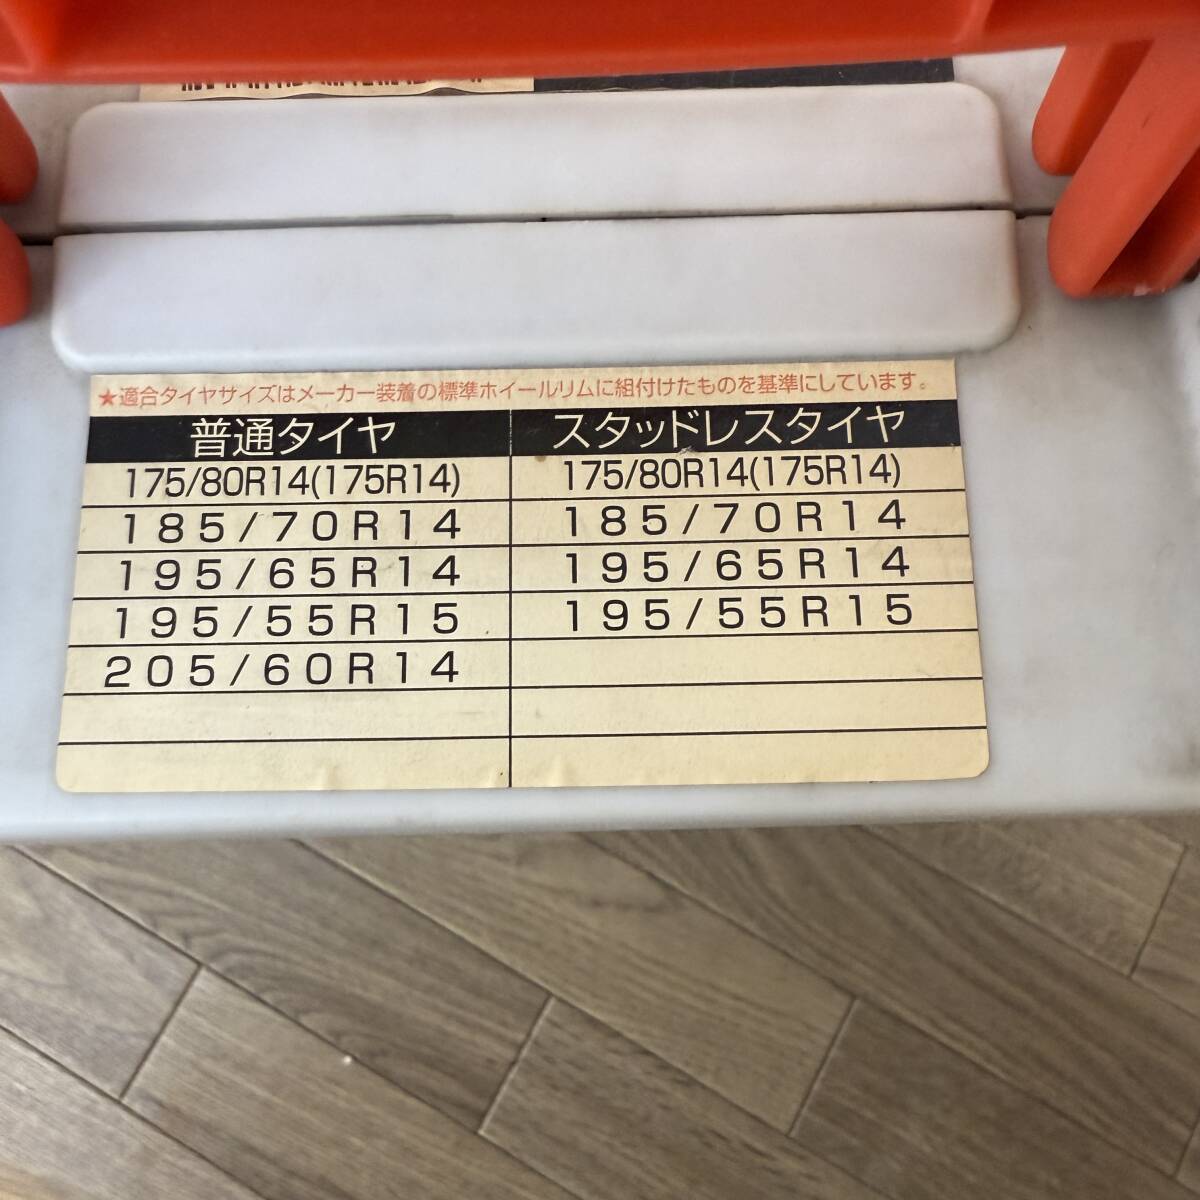 ★適合タイヤサイズはメーカー装着の標準ホイールリムに組付けたものを基準にしています。
普通タイヤ スタッドレスタイヤ
175/80R14(175R14) 175/80R14(175R14)
185/70R14 185/70R14
195/65R14 195/65R14
195/55R15 195/55R15
205/60R14